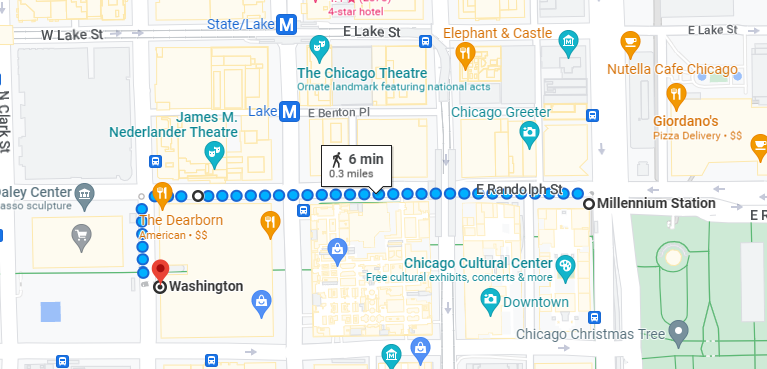 4-star hotel
State/Lake
M
W Lake St
E Lake St
Elephant & Castle
E Lake St
The Chicago Theatre
Ornate landmark featuring national acts
Nutella Cafe Chicago
N Clark St
James M.
Nederlander Theatre
Lake
M
E Benton Pl
Chicago Greeter
Giordano's
Pizza Delivery • $$
6 min
0.3 miles
Daley Center
asso sculpture
E Randolph St
Millennium Station
E R
The Dearborn
American • $$
Washington
Chicago Cultural Center
Free cultural exhibits, concerts & more
Downtown
Chicago Christmas Tree